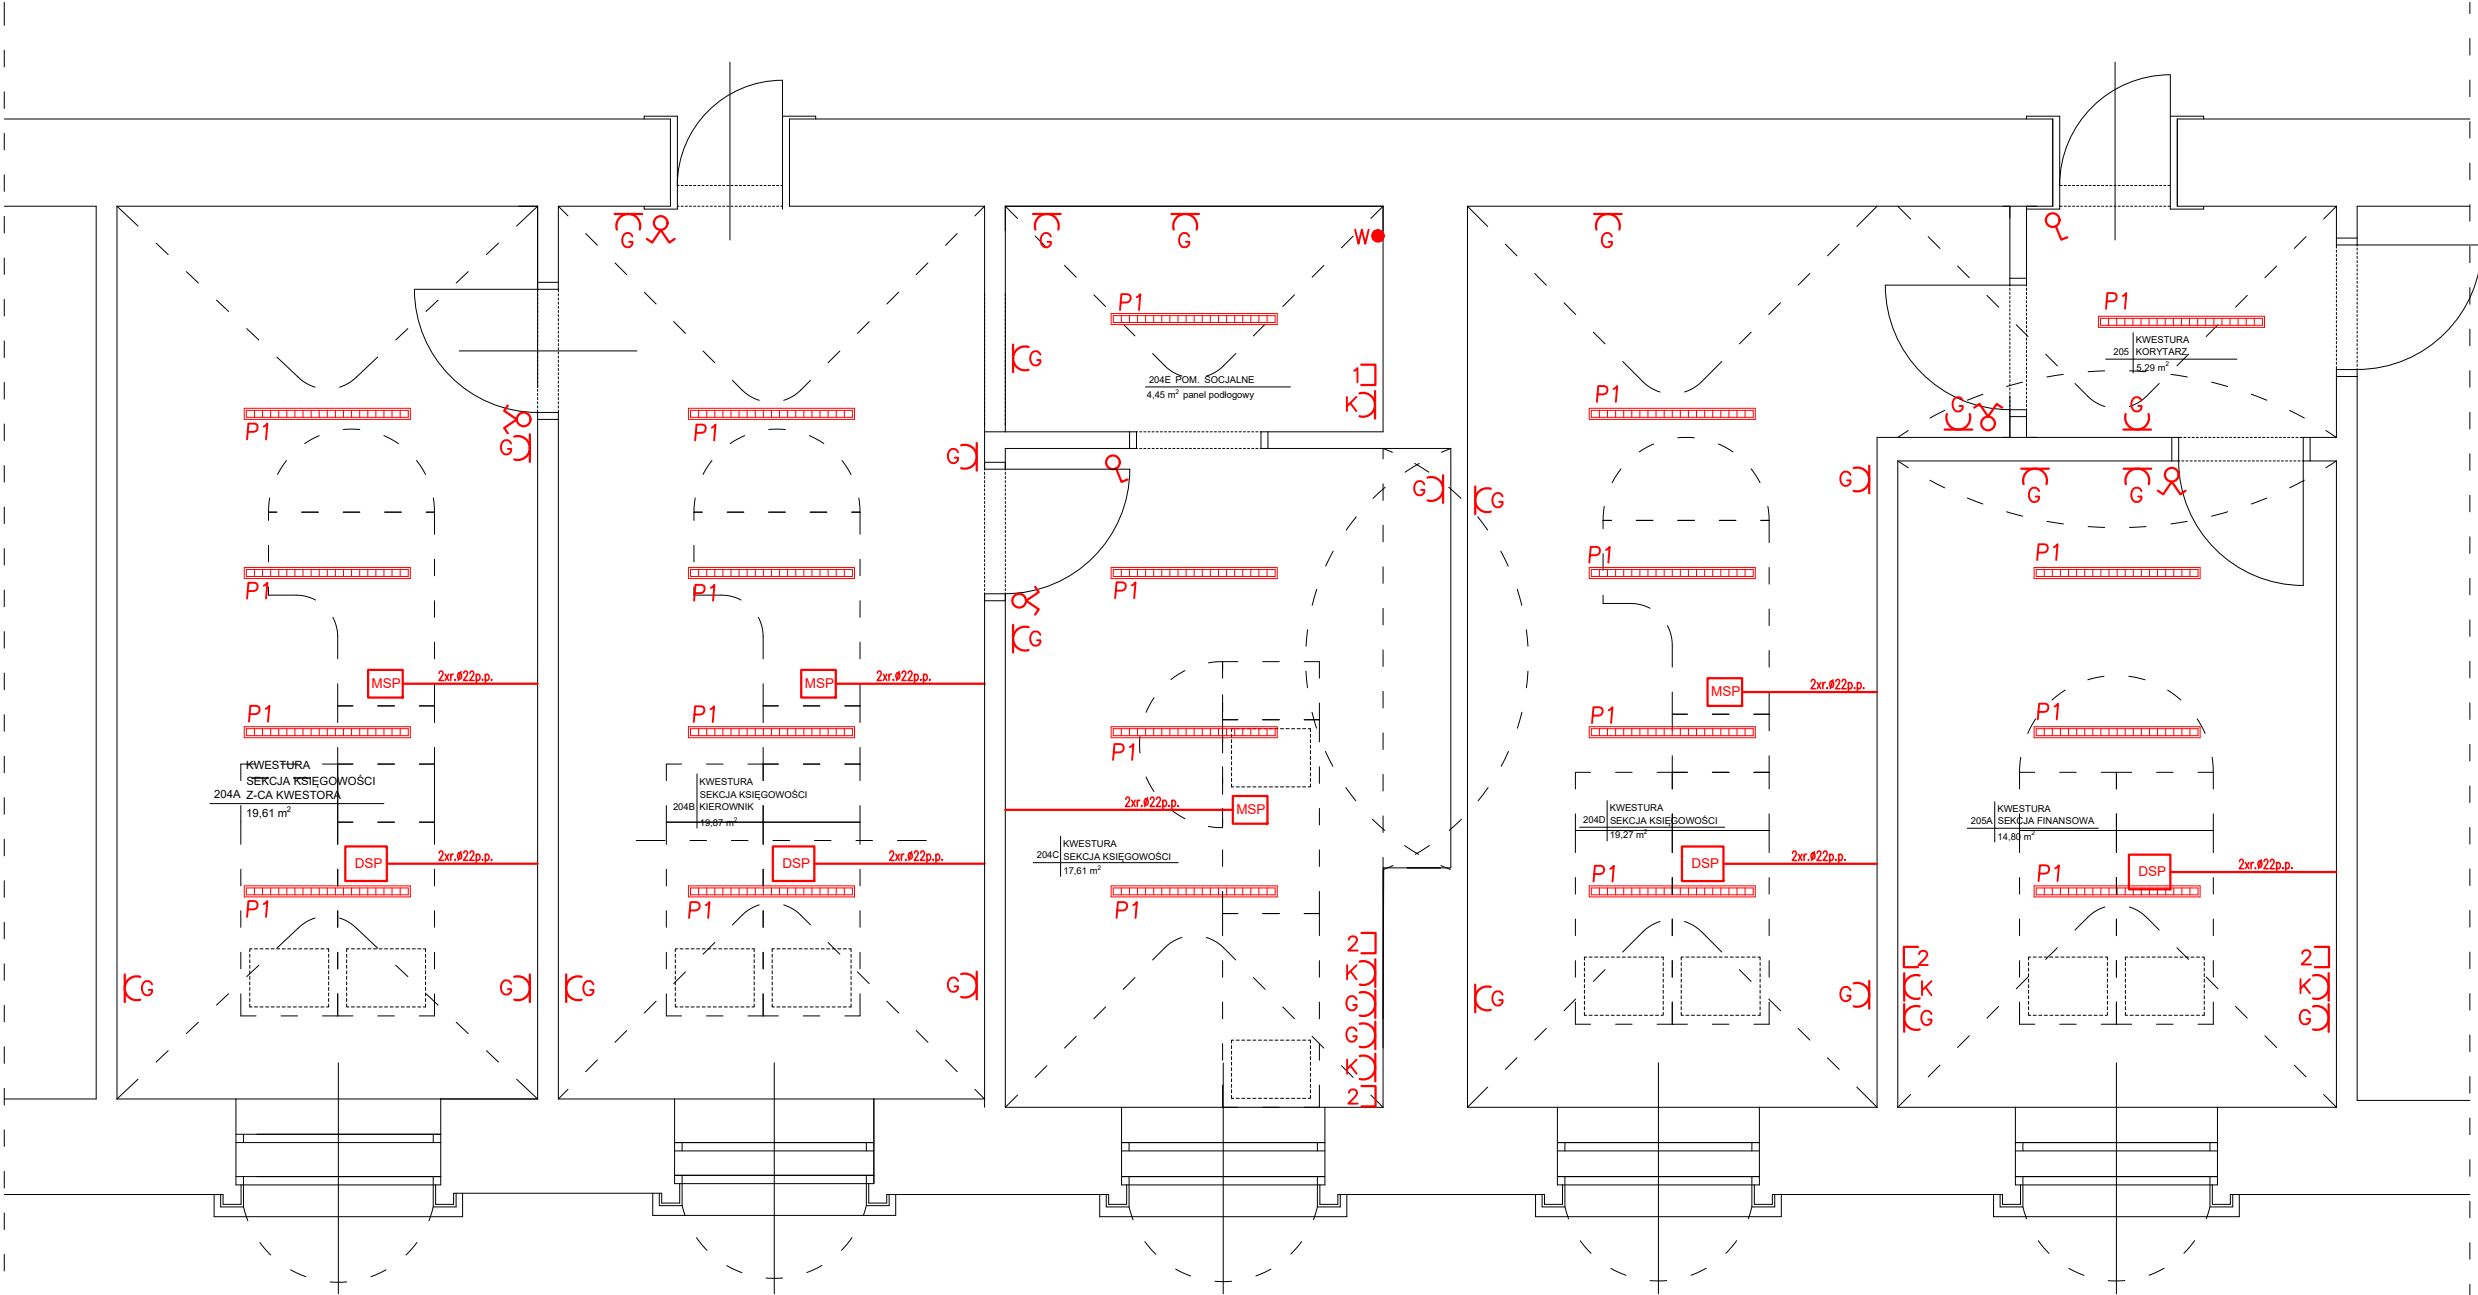 G
G
G
W
G
P1
P1
P1
KWESTURA
205 KORYTARZ
5,29 m²
G
1
K
204E POM. SOCJALNE
4,45 m² panel podłogowy
P1
G
G
P1
P1
G
G
G
G
G
G
G
P1
P1
P1
P1
P1
G
MSP
2xr.Ø22p.p.
MSP
2xr.Ø22p.p.
MSP
2xr.Ø22p.p.
P1
P1
P1
P1
P1
KWESTURA
SEKCJA KSIĘGOWOŚCI
204A Z-CA KWESTORA
19,61 m²
KWESTURA
SEKCJA KSIĘGOWOŚCI
204B KIEROWNIK
19,67 m²
2xr.Ø22p.p.
MSP
KWESTURA
204C SEKCJA KSIĘGOWOŚCI
17,61 m²
KWESTURA
204D SEKCJA KSIĘGOWOŚCI
19,27 m²
KWESTURA
205A SEKCJA FINANSOWA
14,80 m²
DSP
2xr.Ø22p.p.
DSP
2xr.Ø22p.p.
DSP
2xr.Ø22p.p.
DSP
2xr.Ø22p.p.
P1
P1
P1
P1
P1
2
K
G
G
K
2
G
G
G
G
G
G
2
K
G
2
K
G